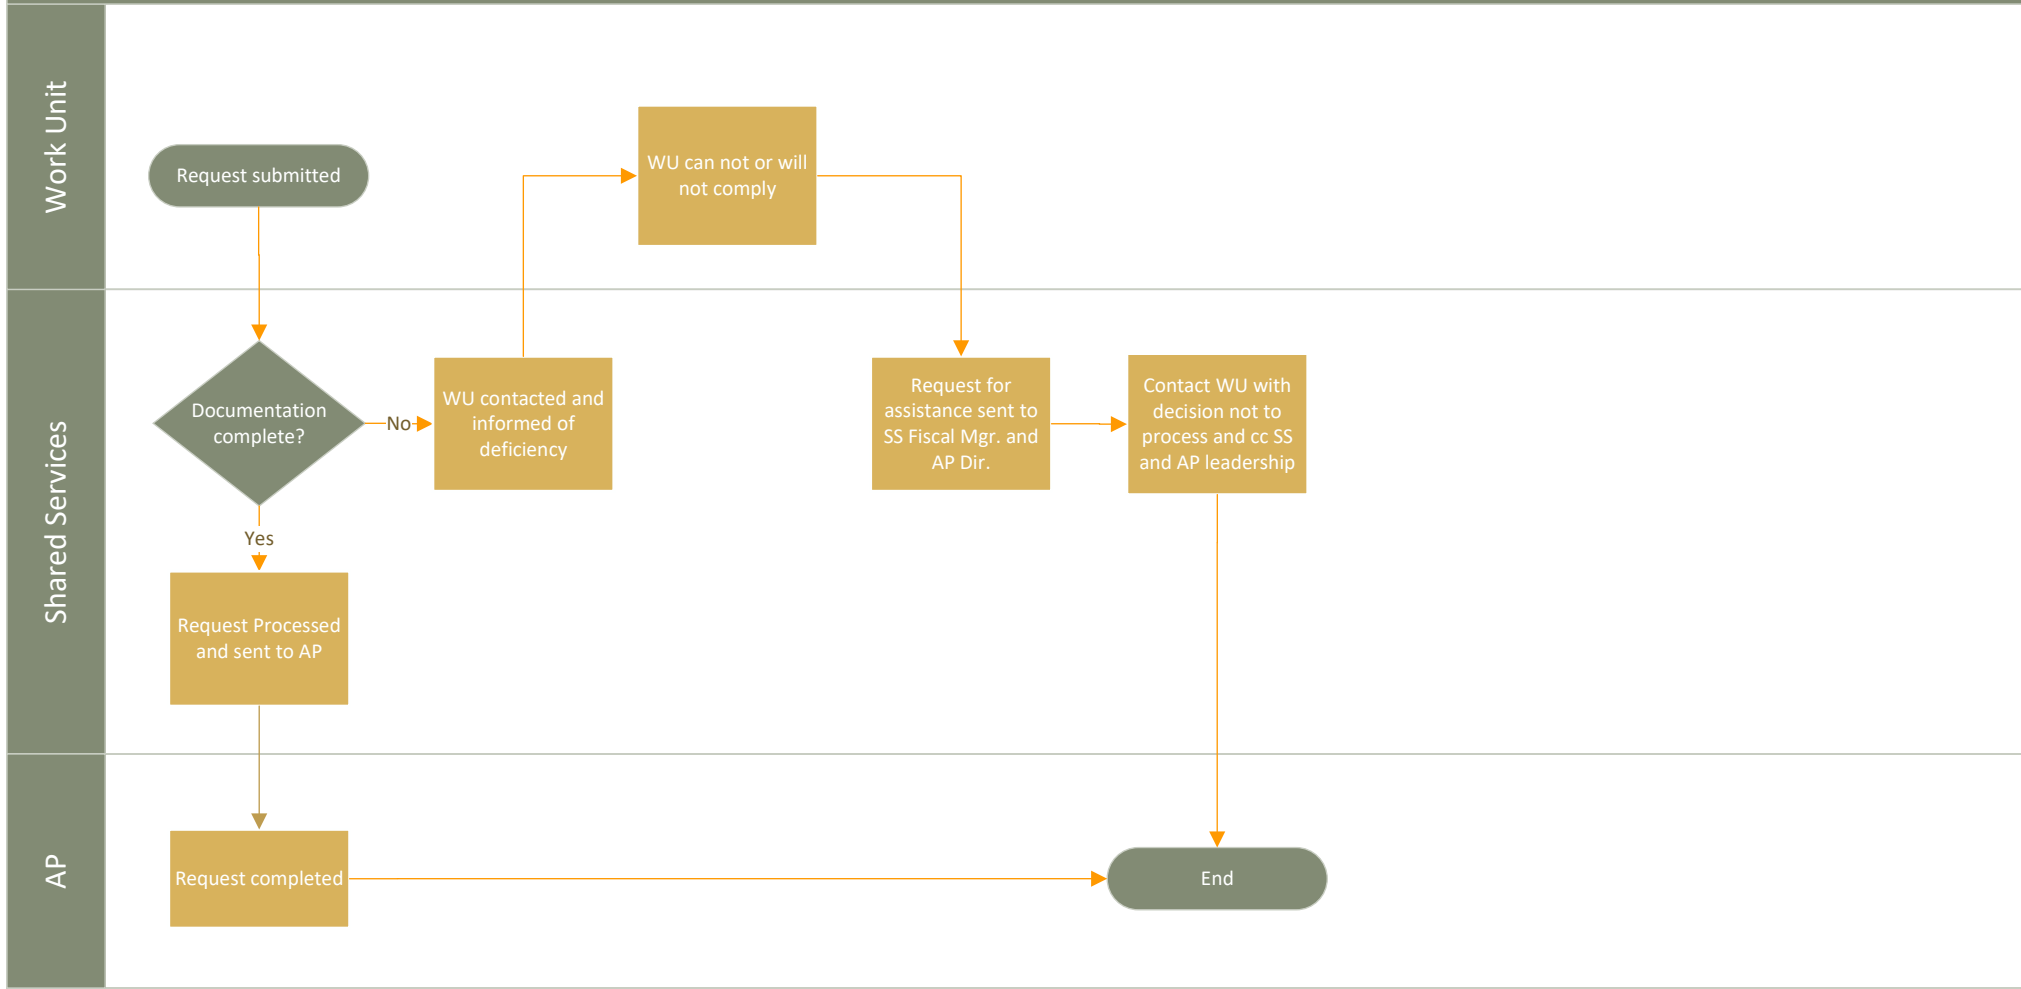 Work Unit
Request submitted
WU can not or will
not comply
Shared Services
Documentation
complete?
No
WU contacted and
informed of
deficiency
Request for
assistance sent to
SS Fiscal Mgr. and
AP Dir.
Contact WU with
decision not to
process and cc SS
and AP leadership
Yes
Request Processed
and sent to AP
AP
Request completed
End